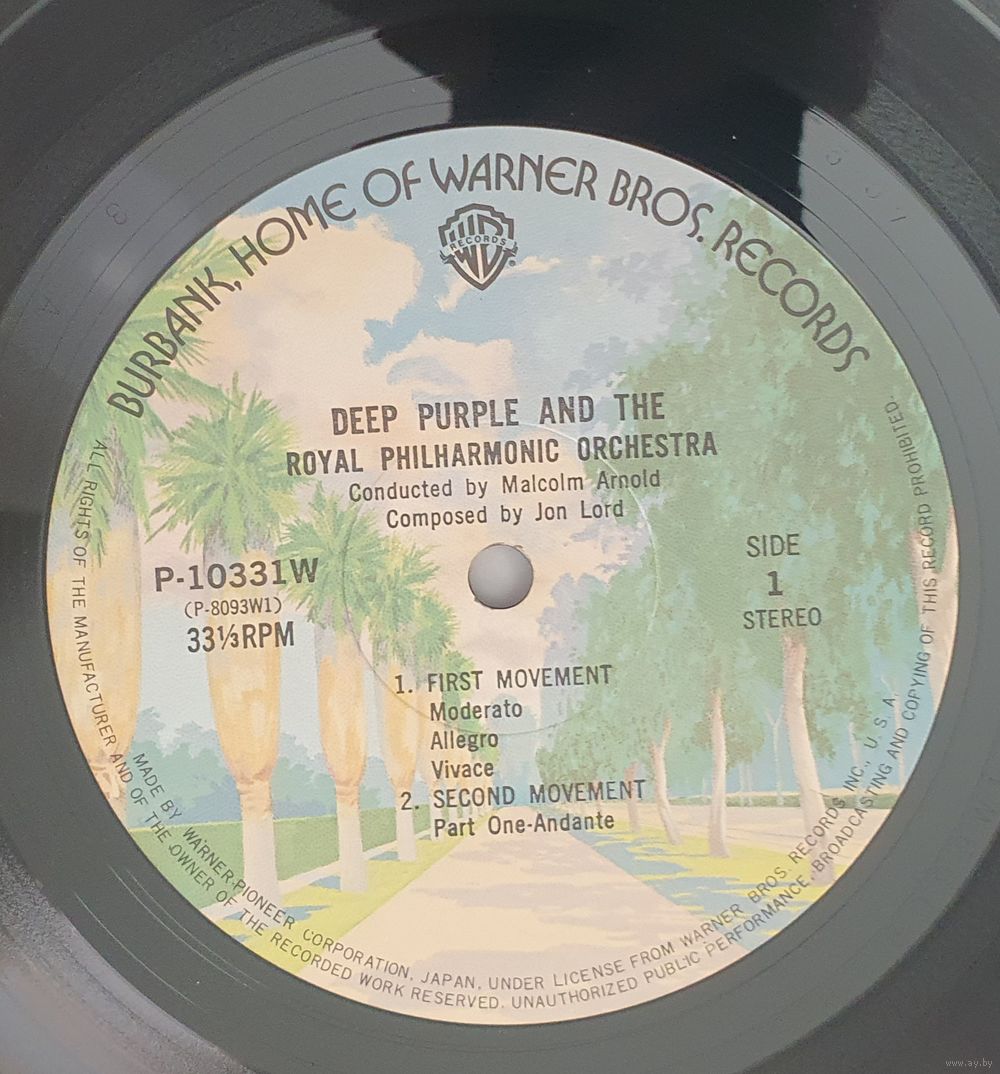 BURBANK, HOME OF WARNER BROS. RECORDS
RECORDS
DEEP PURPLE AND THE
ROYAL PHILHARMONIC ORCHESTRA
Conducted by Malcolm Arnold
Composed by Jon Lord
P-10331W
(P-8093W1)
33⅓RPM
SIDE
1
STEREO
1. FIRST MOVEMENT
Moderato
Allegro
Vivace
2. SECOND MOVEMENT
Part One-Andante
MADE BY WARNER-PIONEER CORPORATION, JAPAN, UNDER LICENSE FROM WARNER BROS. RECORDS INC., U. S. A.
ALL RIGHTS OF THE MANUFACTURER AND OF THE OWNER OF THE RECORDED WORK RESERVED. UNAUTHORIZED PUBLIC PERFORMANCE, BROADCASTING AND COPYING OF THIS RECORD PROHIBITED.
www.ay.by